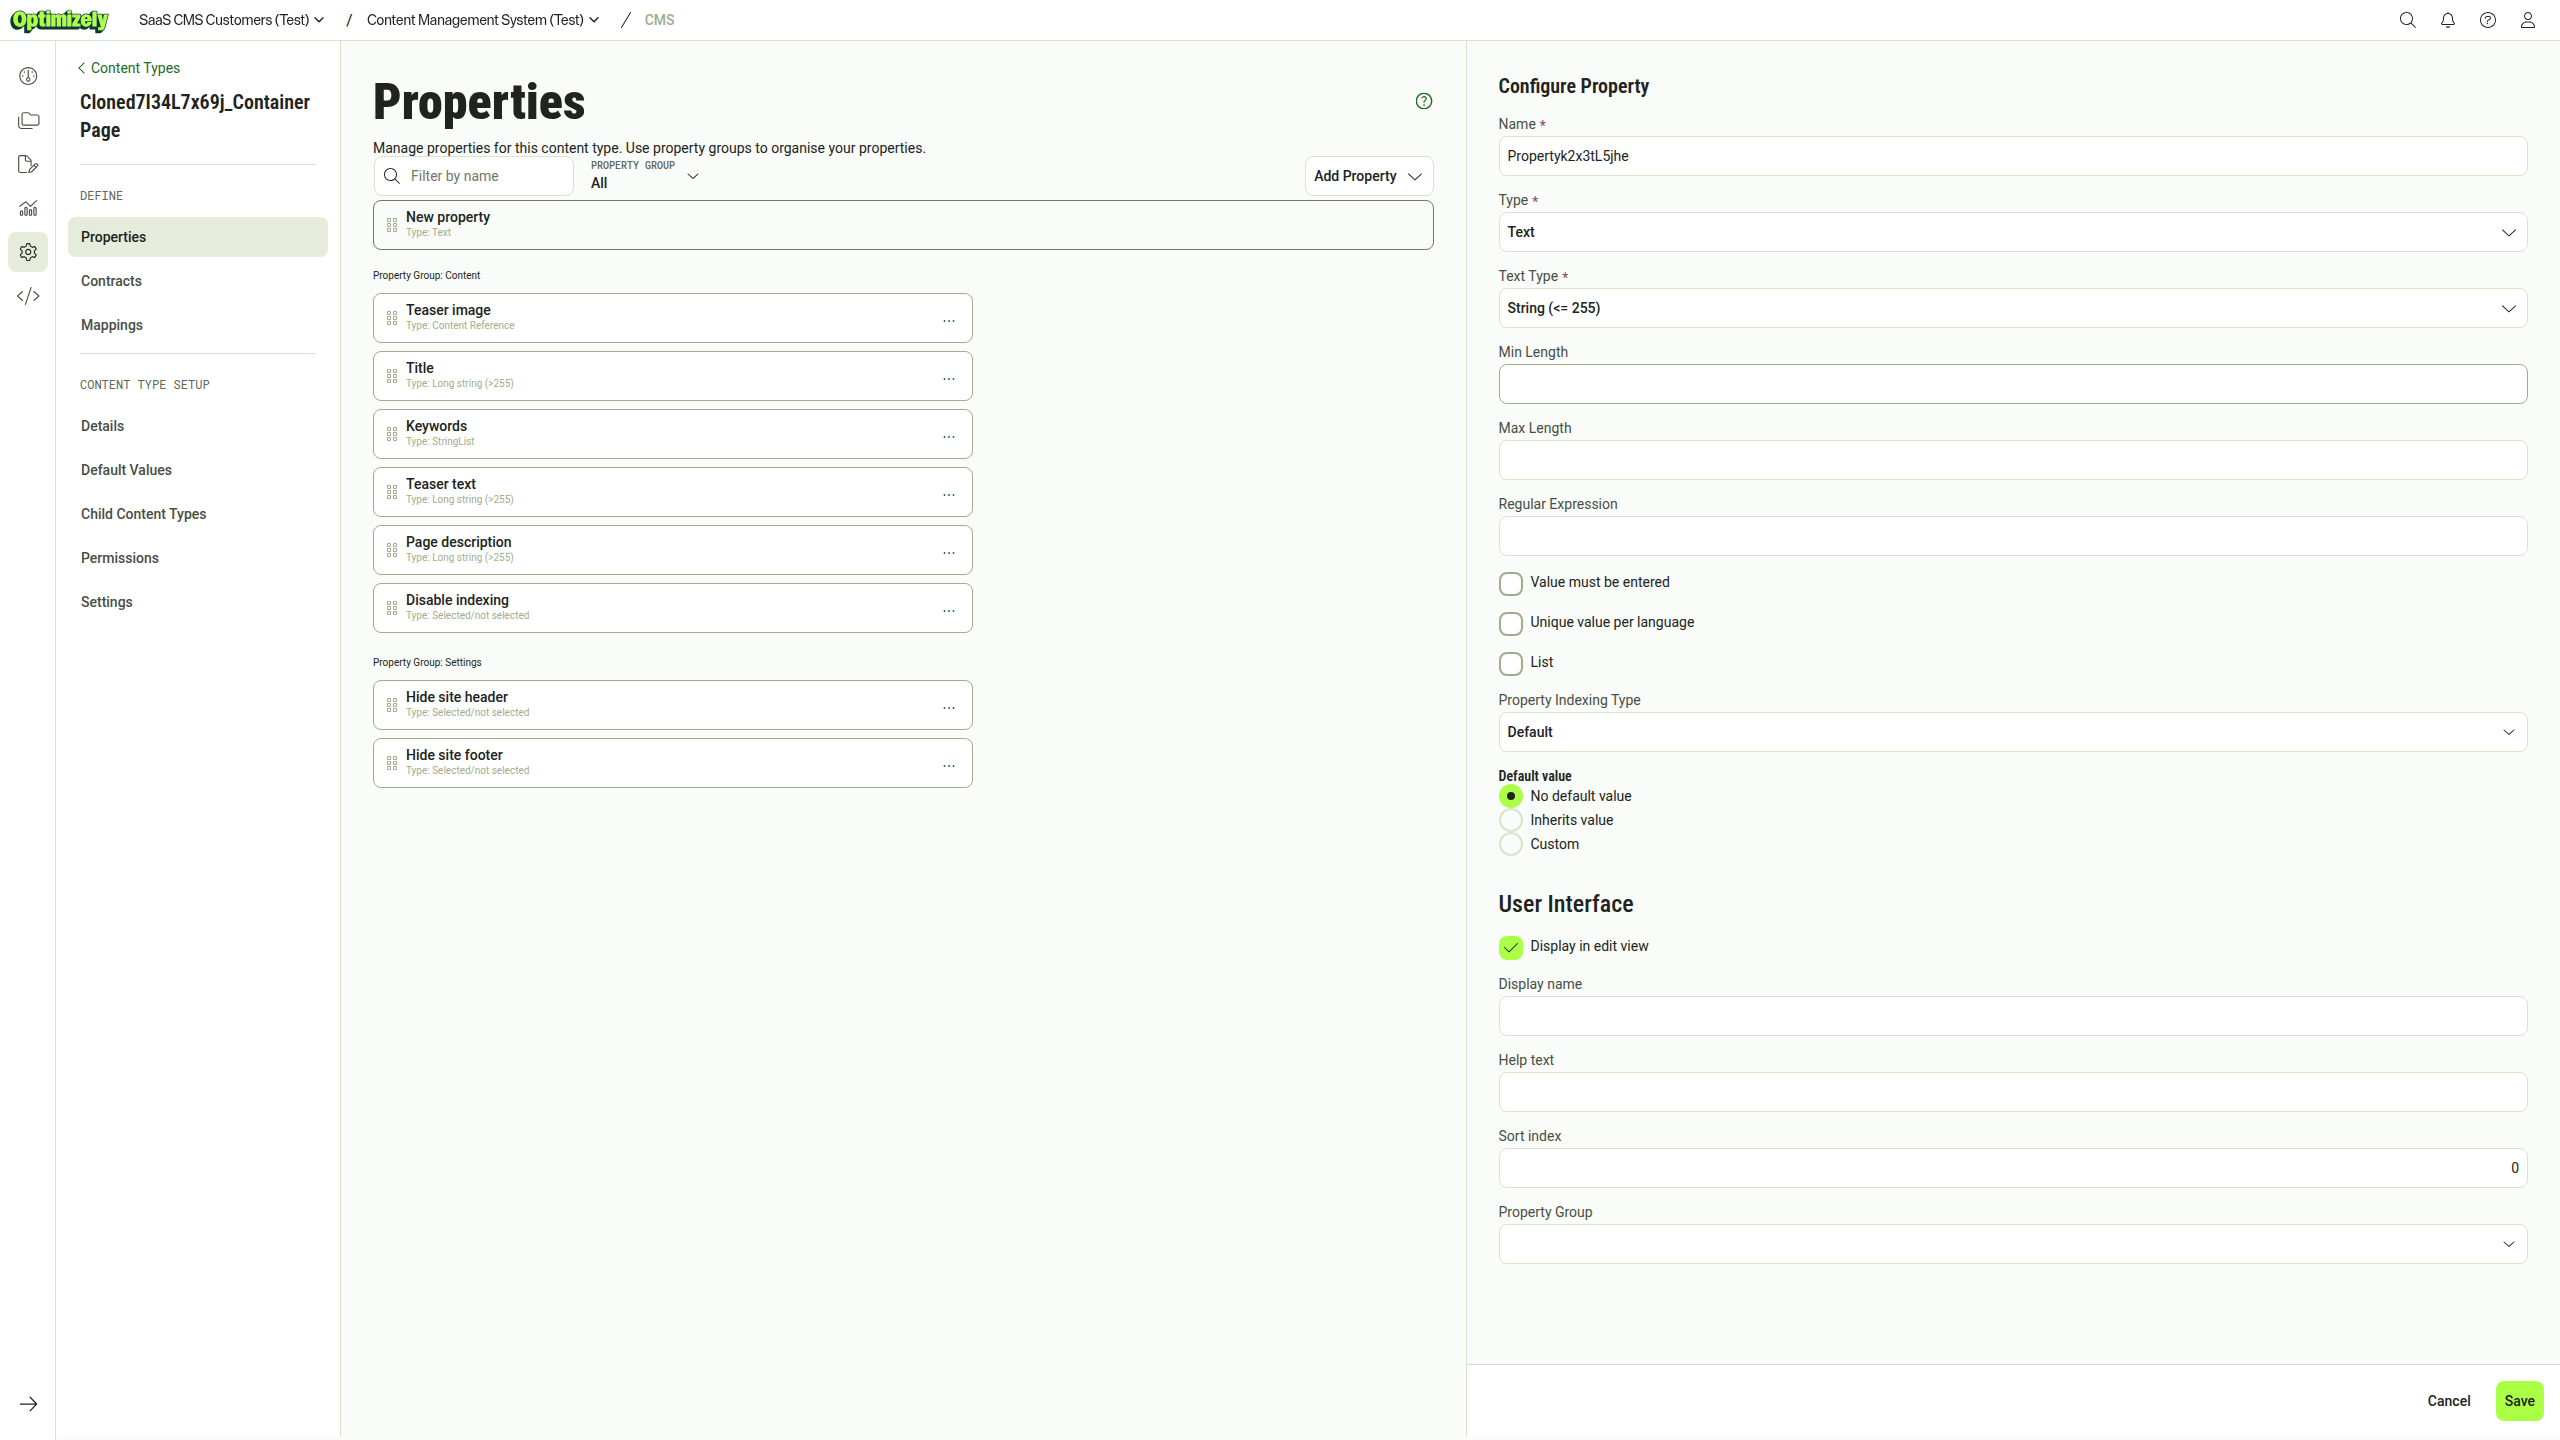 Optimizely
SaaS CMS Customers (Test) / Content Management System (Test) / CMS
Content Types
Cloned7I34L7x69j_Container
Page
DEFINE
Properties
Contracts
Mappings
CONTENT TYPE SETUP
Details
Default Values
Child Content Types
Permissions
Settings
Properties
Manage properties for this content type. Use property groups to organise your properties.
Filter by name
PROPERTY GROUP
All
Add Property
New property
Type: Text
Property Group: Content
Teaser image
Type: Content Reference
...
Title
Type: Long string (>255)
...
Keywords
Type: StringList
...
Teaser text
Type: Long string (>255)
...
Page description
Type: Long string (>255)
...
Disable indexing
Type: Selected/not selected
...
Property Group: Settings
Hide site header
Type: Selected/not selected
...
Hide site footer
Type: Selected/not selected
...
Configure Property
Name *
Propertyk2x3tL5jhe
Type *
Text
Text Type *
String (<= 255)
Min Length
Max Length
Regular Expression
Value must be entered
Unique value per language
List
Property Indexing Type
Default
Default value
No default value
Inherits value
Custom
User Interface
Display in edit view
Display name
Help text
Sort index
0
Property Group
Cancel
Save